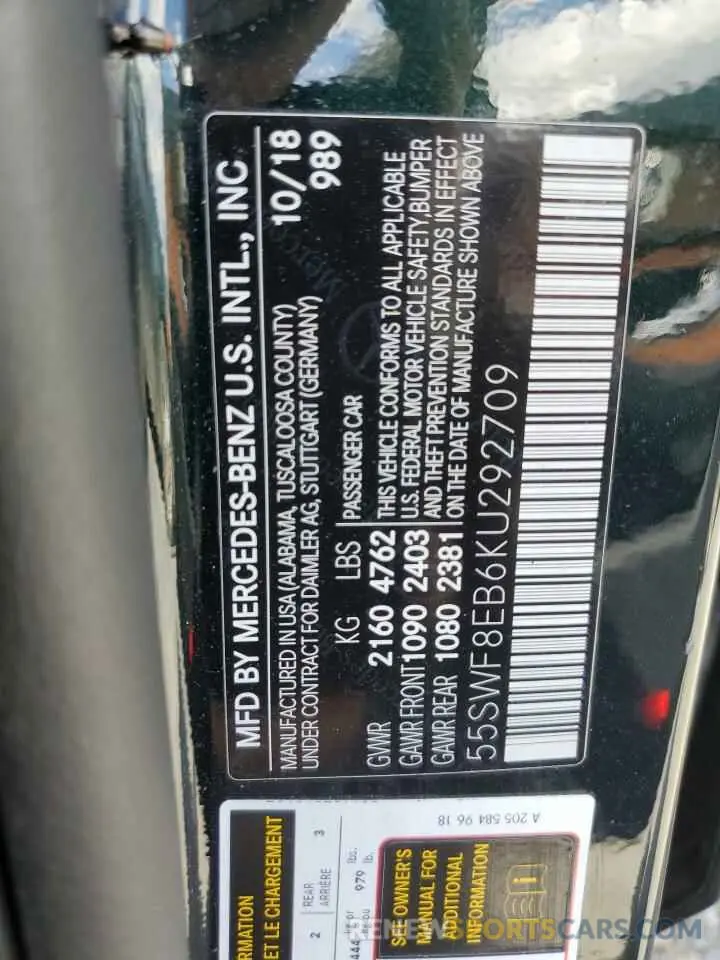 MFD BY MERCEDES-BENZ U.S. INTL., INC
MANUFACTURED IN USA (ALABAMA, TUSCALOOSA COUNTY)
UNDER CONTRACT FOR DAIMLER AG, STUTTGART (GERMANY)
10/18
989
KG LBS PASSENGER CAR
GVWR 2160 4762
GAWR FRONT 1090 2403
GAWR REAR 1080 2381
THIS VEHICLE CONFORMS TO ALL APPLICABLE
U.S. FEDERAL MOTOR VEHICLE SAFETY, BUMPER
AND THEFT PREVENTION STANDARDS IN EFFECT
ON THE DATE OF MANUFACTURE SHOWN ABOVE
55SWF8EB6KU292709
ET LE CHARGEMENT
2 REAR 3
ARRIÈRE
979 lb.
SEE OWNER'S
MANUAL FOR
ADDITIONAL
INFORMATION
A 205 584 96 18
RENEWSPORTSCARS.COM